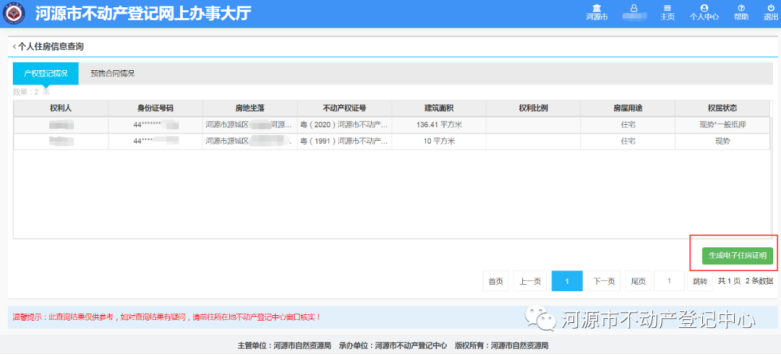 河源市不动产登记网上办事大厅
河源市 主页 个人中心 帮助 退出
‹ 个人住房信息查询
产权登记情况 预售合同情况
数量：2 条
权利人 身份证号码 房地坐落 不动产权证号 建筑面积 权利比例 房屋用途 权属状态
44******* 河源市源城区 河源... 粤（2020）河源市不动产... 136.41 平方米 住宅 现势*一般抵押
44****** 河源市源城区 ... 粤（1991）河源市不动产... 10 平方米 住宅 现势
生成电子住房证明
首页 上一页 1 下一页 尾页 1 跳转 共 1 页 2 条数据
温馨提示：此查询结果仅供参考，如对查询结果有疑问，请前往所在地不动产登记中心窗口核实！
河源市不动产登记中心
主管单位：河源市自然资源局 承办单位：河源市不动产登记中心 版权所有：河源市自然资源局